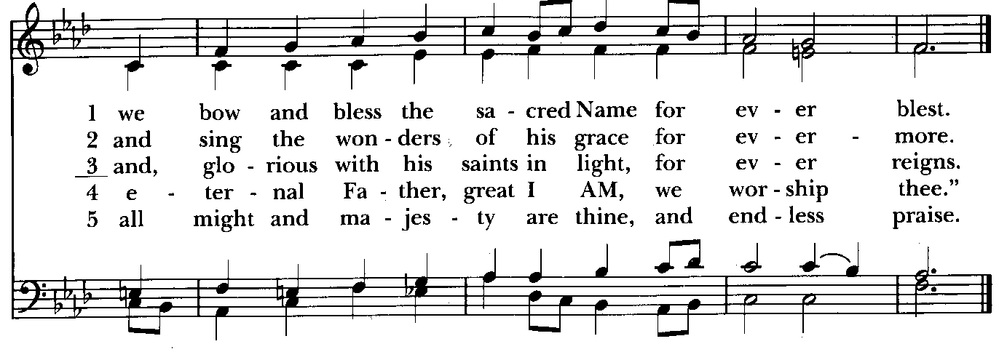 1 we bow and bless the sa - cred Name for ev - er blest.
2 and sing the won - ders of his grace for ev - er - more.
3 and, glo - rious with his saints in light, for ev - er reigns.
4 e - ter - nal Fa - ther, great I AM, we wor - ship thee.”
5 all might and ma - jes - ty are thine, and end - less praise.